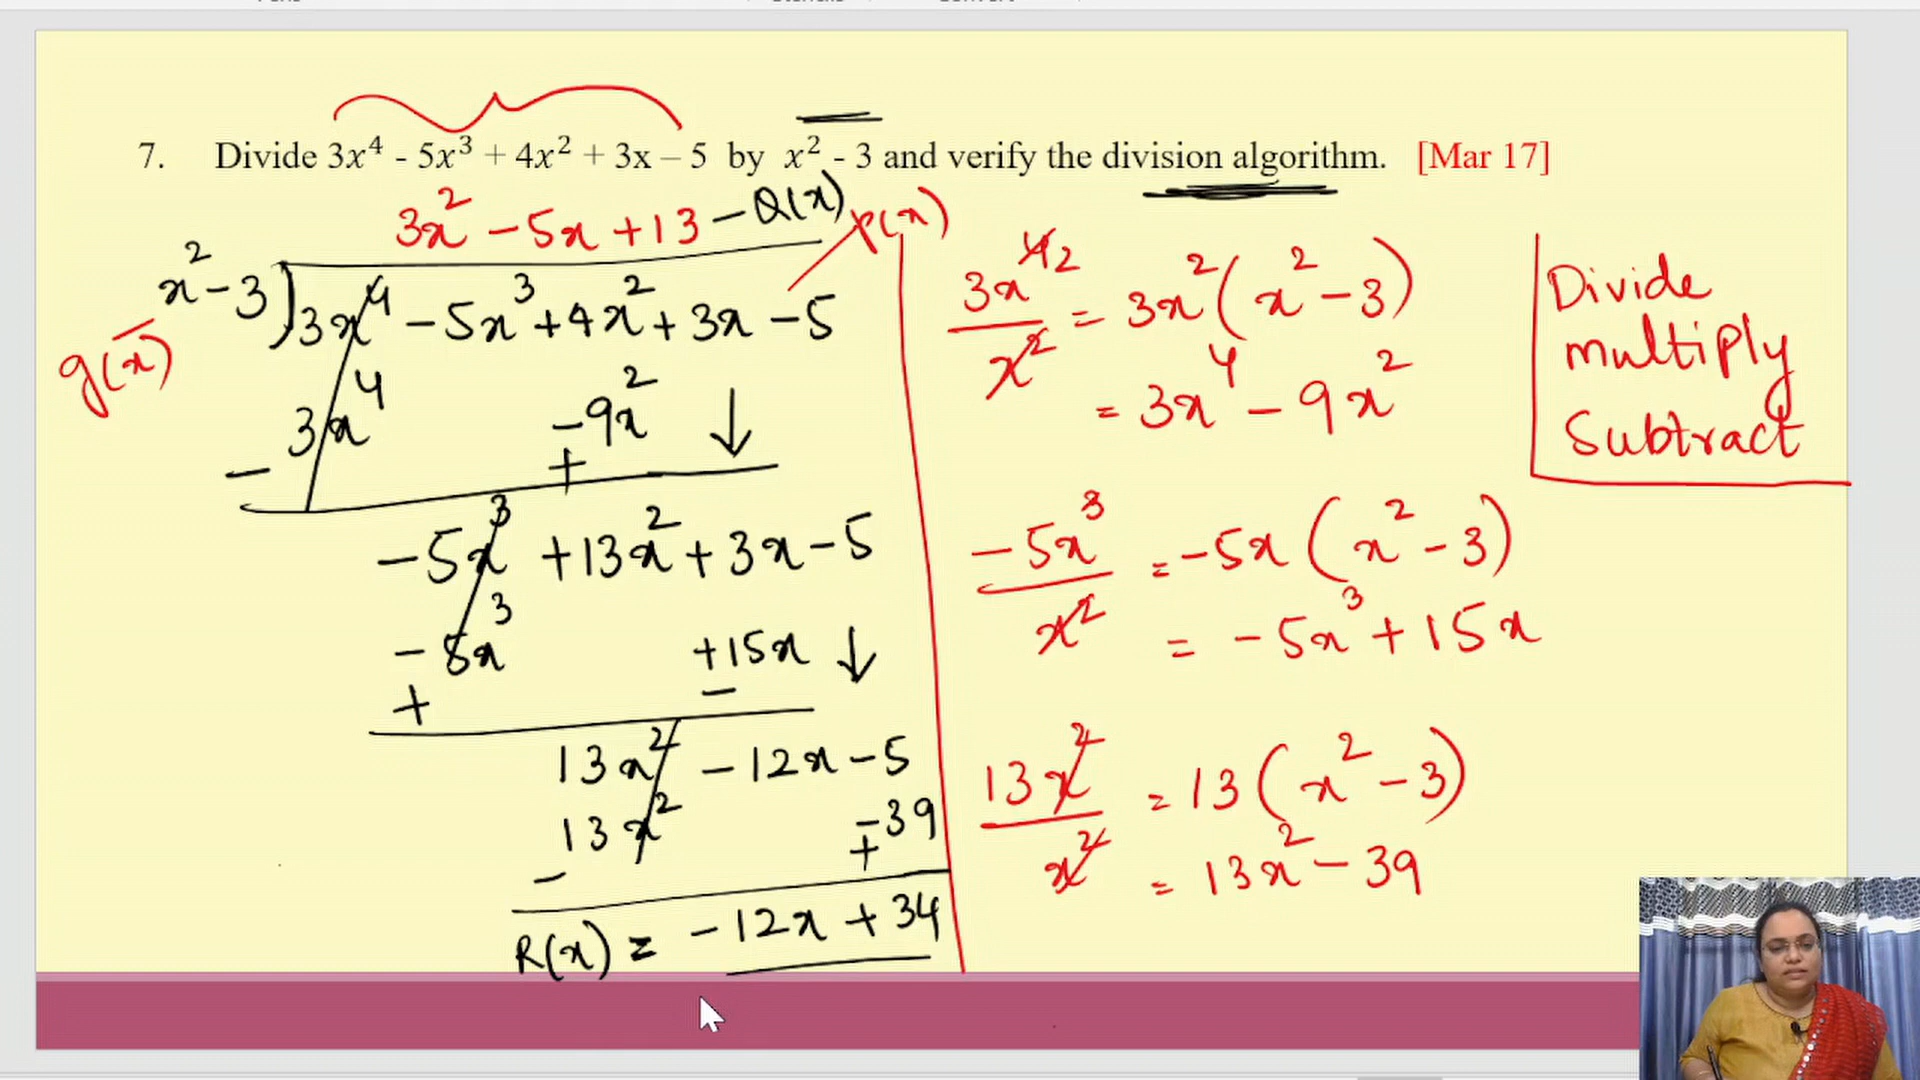 7. Divide 3x⁴ - 5x³ + 4x² + 3x – 5 by x² - 3 and verify the division algorithm. [Mar 17]
3x² - 5x + 13 - Q(x)
p(x)
x² - 3 ) 3x⁴ - 5x³ + 4x² + 3x - 5
g(x)
3x⁴ - 9x² ↓
- +
-5x³ + 13x² + 3x - 5
-5x³ + 15x ↓
+ -
13x² - 12x - 5
13x² - 39
- +
R(x) = -12x + 34
3x⁴/x² = 3x² (x² - 3)
= 3x⁴ - 9x²
-5x³/x² = -5x (x² - 3)
= -5x³ + 15x
13x²/x² = 13 (x² - 3)
= 13x² - 39
Divide
multiply
Subtract